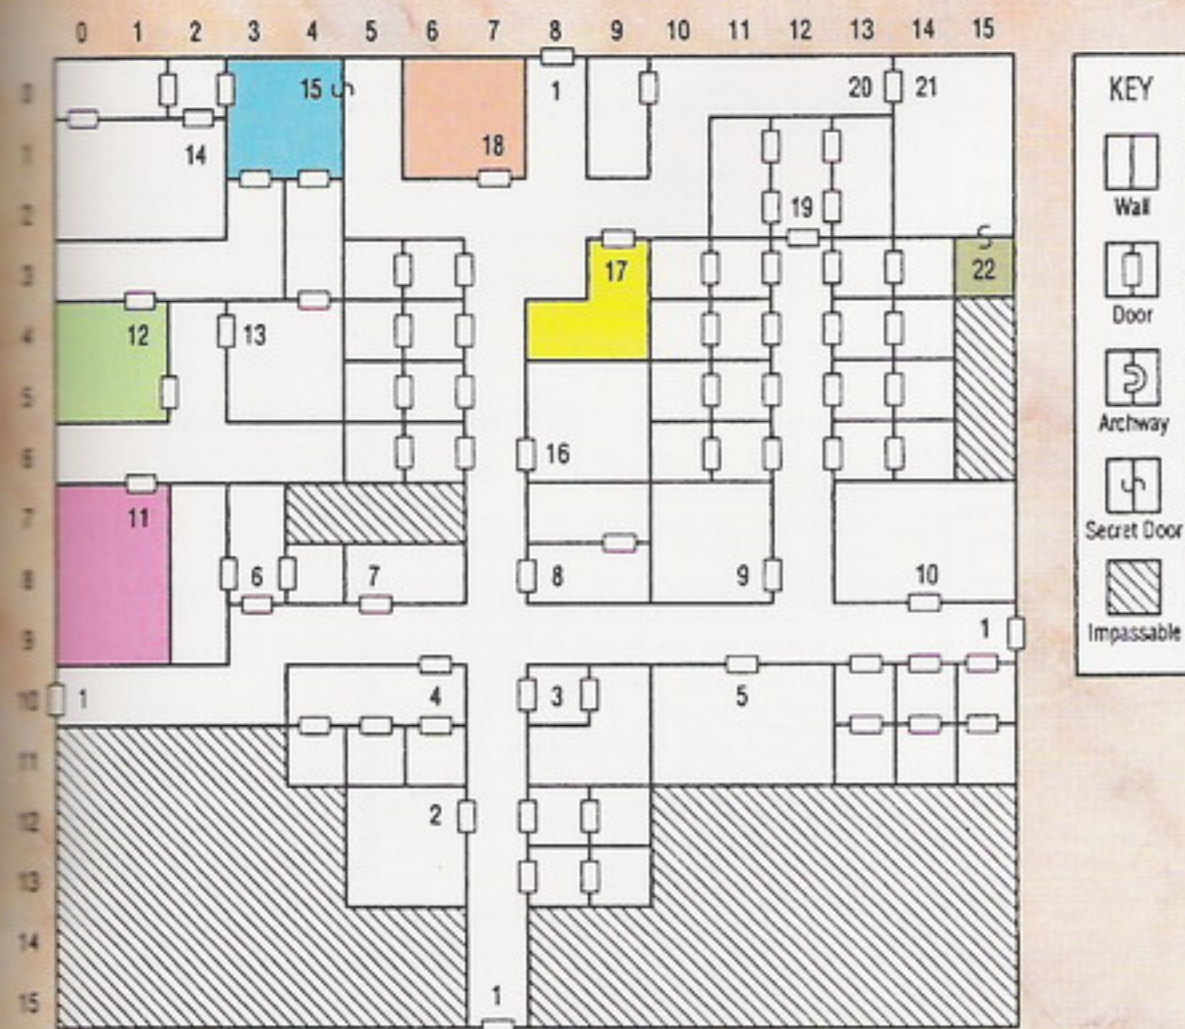 0 1 2 3 4 5 6 7 8 9 10 11 12 13 14 15
0 15 1 20 21
1 14 18
2 19
3 17 22
4 12 13
5
6 16
7 11
8 6 7 8 9 10
9 1
10 1 4 3 5
11
12 2
13
14
15 1
KEY
Wall
Door
Archway
Secret Door
Impassable